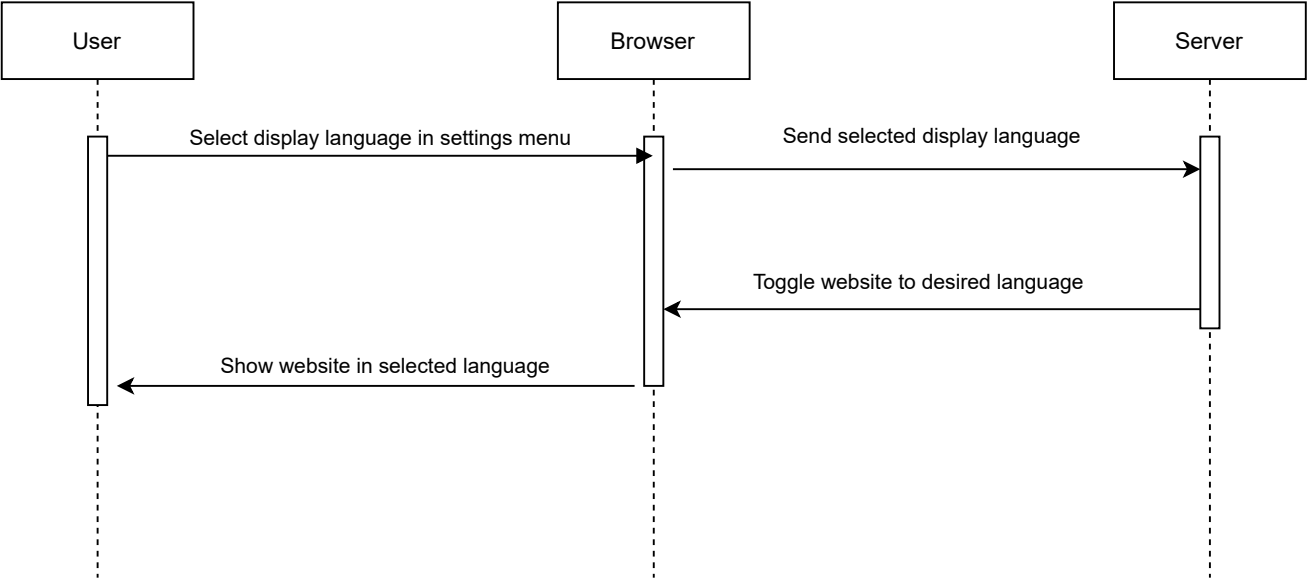 User
Browser
Server
Select display language in settings menu
Send selected display language
Toggle website to desired language
Show website in selected language